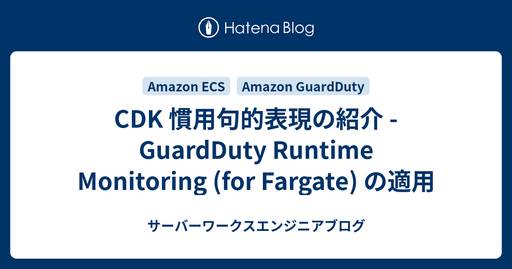 Hatena Blog
Amazon ECS Amazon GuardDuty
CDK 慣用句的表現の紹介 -
GuardDuty Runtime
Monitoring (for Fargate) の適用
サーバーワークスエンジニアブログ